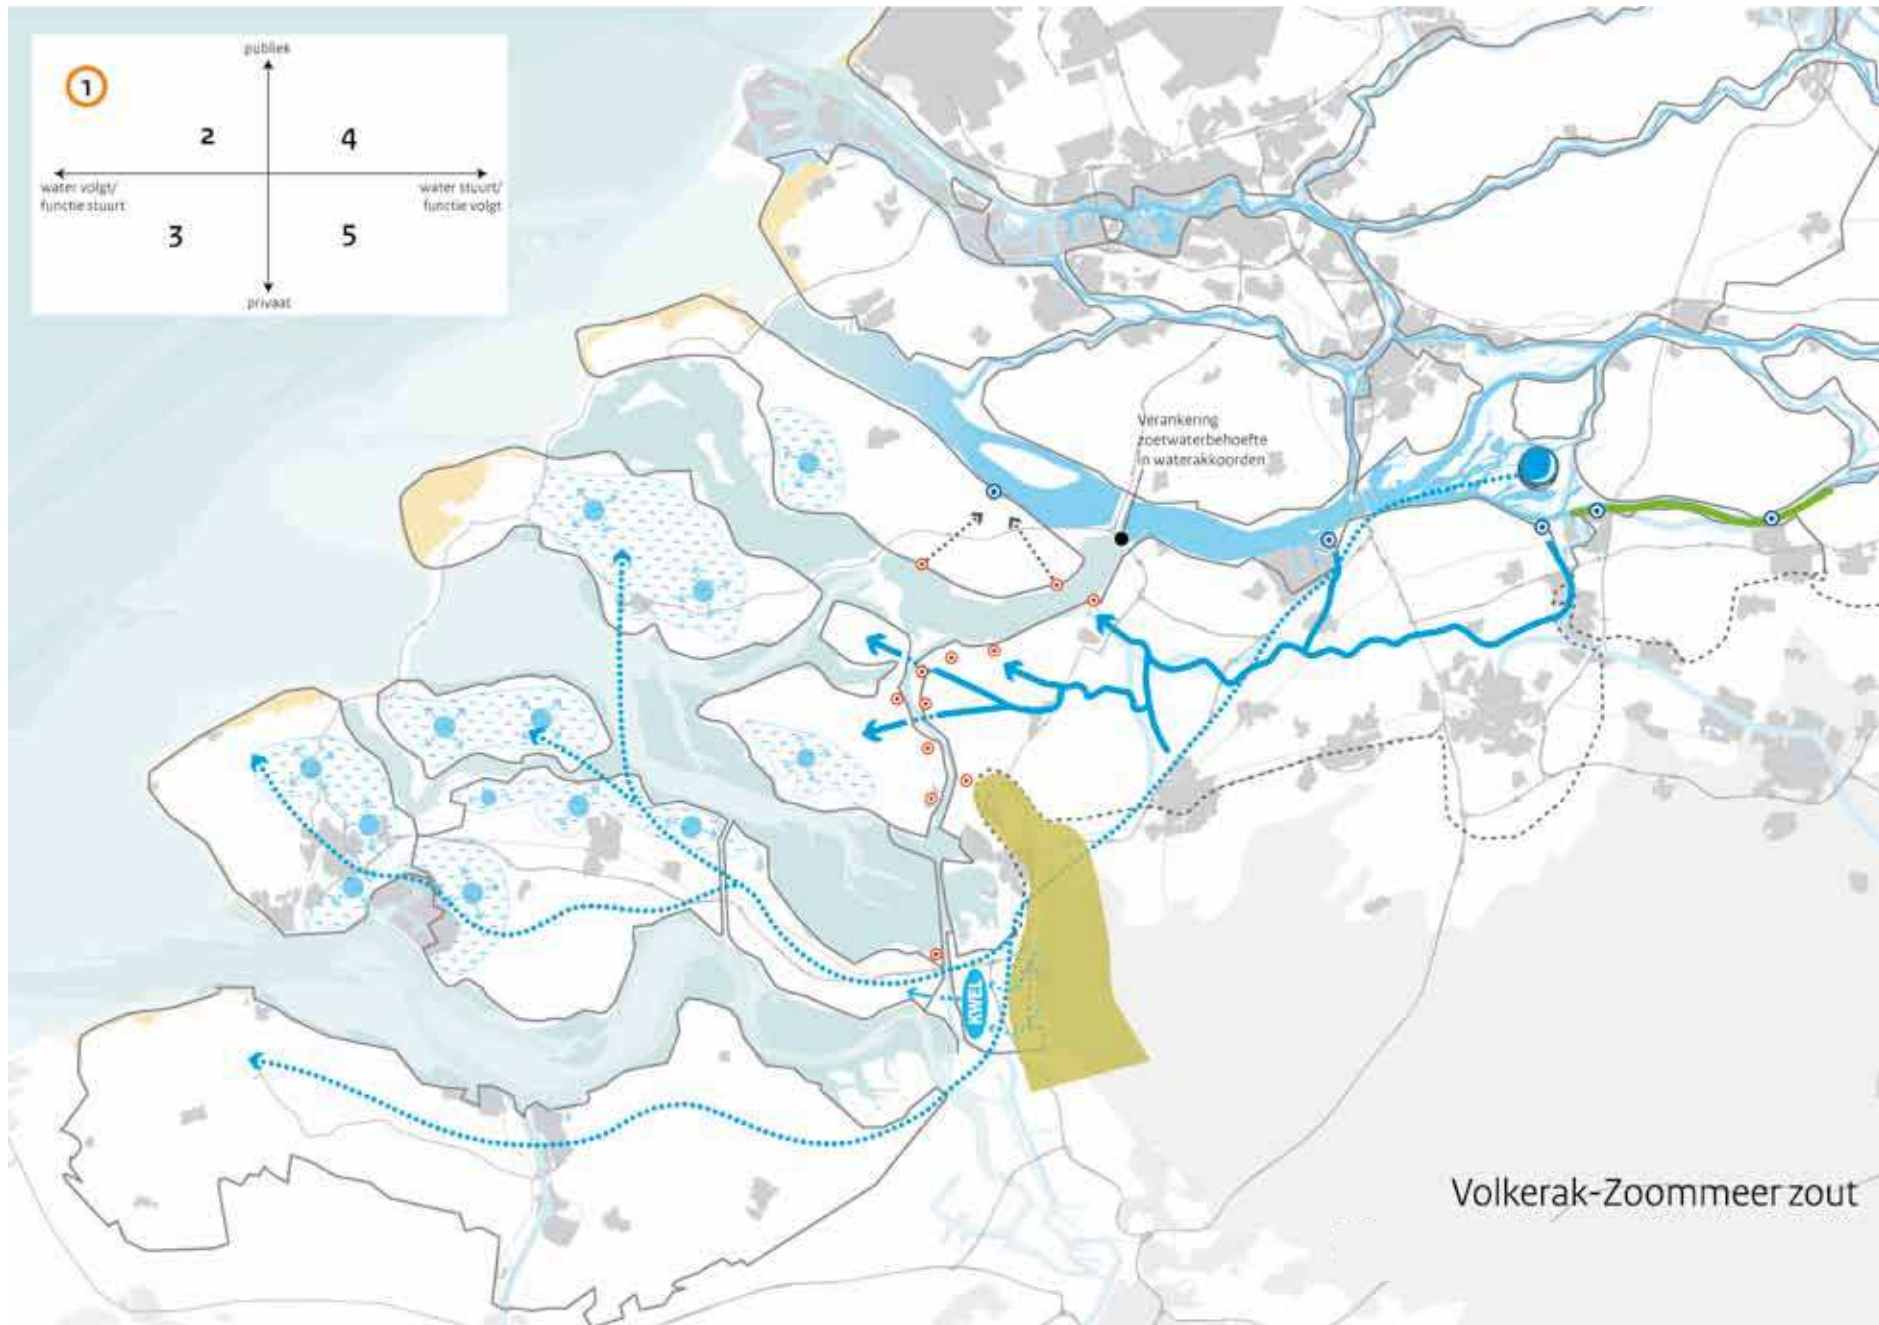 publiek
1
2
4
water volgt/
functie stuurt
water stuurt/
functie volgt
3
5
privaat
Verankering
zoetwaterbehoefte
in waterakkoorden
KWEL
Volkerak-Zoommeer zout